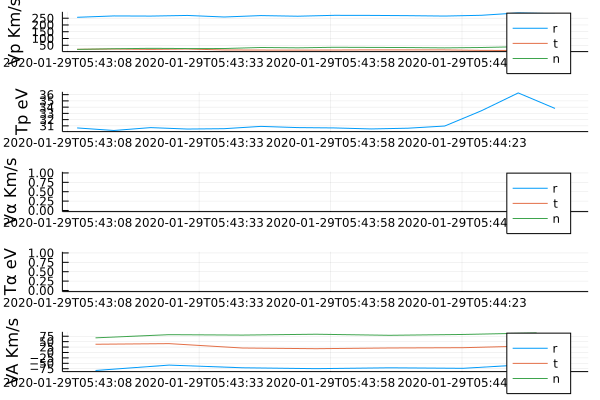 Vp Km/s
250
200
150
100
50
2020-01-29T05:43:08 2020-01-29T05:43:33 2020-01-29T05:43:58 2020-01-29T05:44
r
t
n
Tp eV
36
35
34
33
32
31
2020-01-29T05:43:08 2020-01-29T05:43:33 2020-01-29T05:43:58 2020-01-29T05:44:23
Vα Km/s
1.00
0.75
0.50
0.25
0.00
2020-01-29T05:43:08 2020-01-29T05:43:33 2020-01-29T05:43:58 2020-01-29T05:44
r
t
n
Tα eV
1.00
0.75
0.50
0.25
0.00
2020-01-29T05:43:08 2020-01-29T05:43:33 2020-01-29T05:43:58 2020-01-29T05:44:23
VA Km/s
75
50
25
0
−25
−50
−75
2020-01-29T05:43:08 2020-01-29T05:43:33 2020-01-29T05:43:58 2020-01-29T05:44
r
t
n